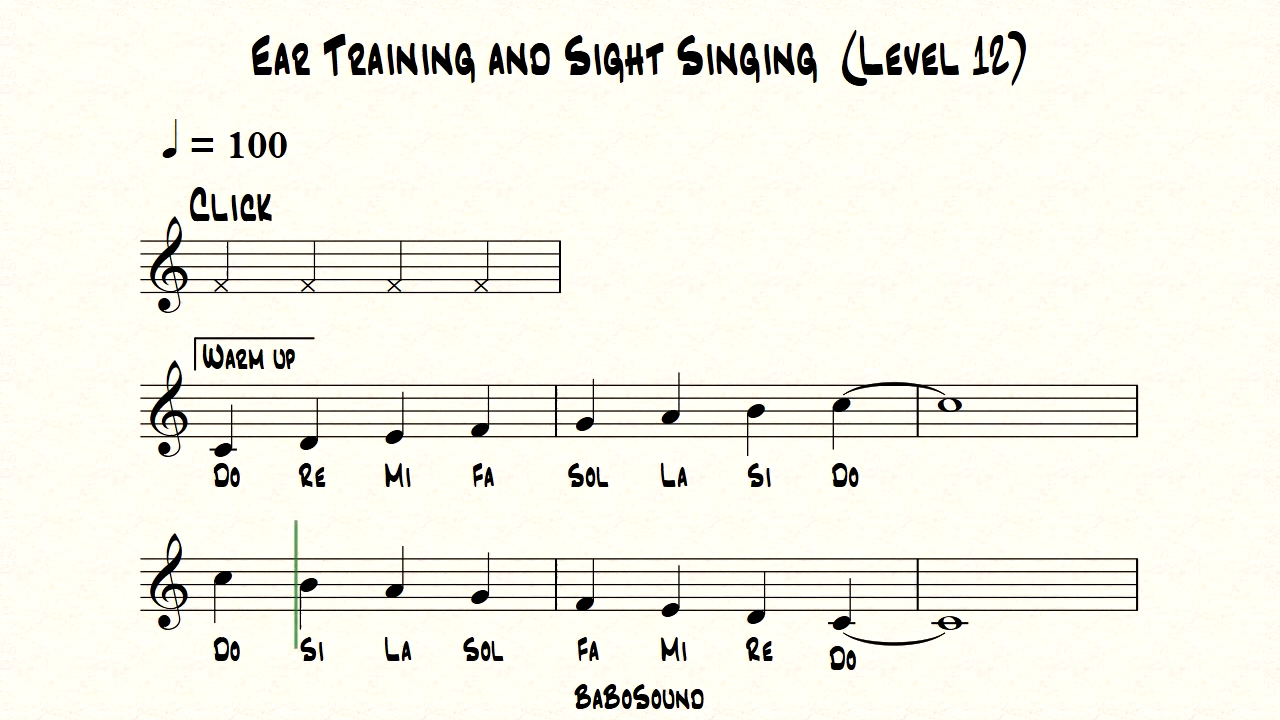 Ear Training and Sight Singing (Level 12)
♩ = 100
Click
Warm up
Do Re Mi Fa Sol La Si Do
Do Si La Sol Fa Mi Re Do
BaBoSound